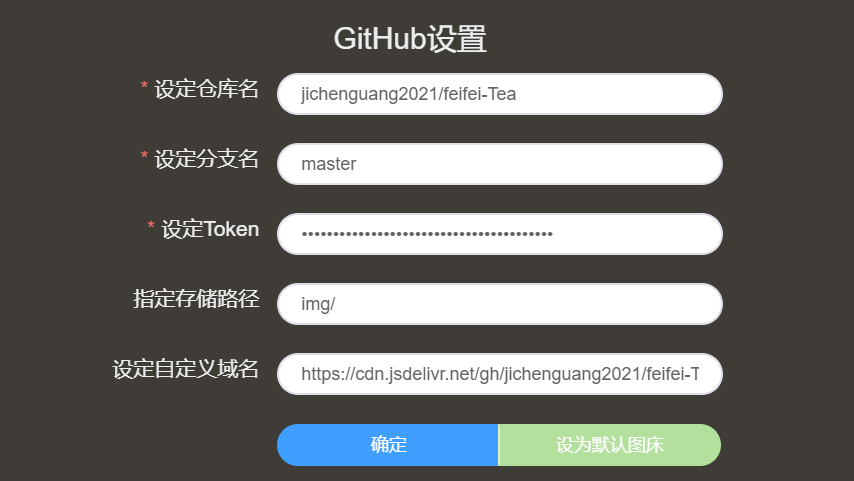 GitHub设置
* 设定仓库名 jichenguang2021/feifei-Tea
* 设定分支名 master
* 设定Token ••••••••••••••••••••••••••••••••••••••••
指定存储路径 img/
设定自定义域名 https://cdn.jsdelivr.net/gh/jichenguang2021/feifei-T
确定 设为默认图床